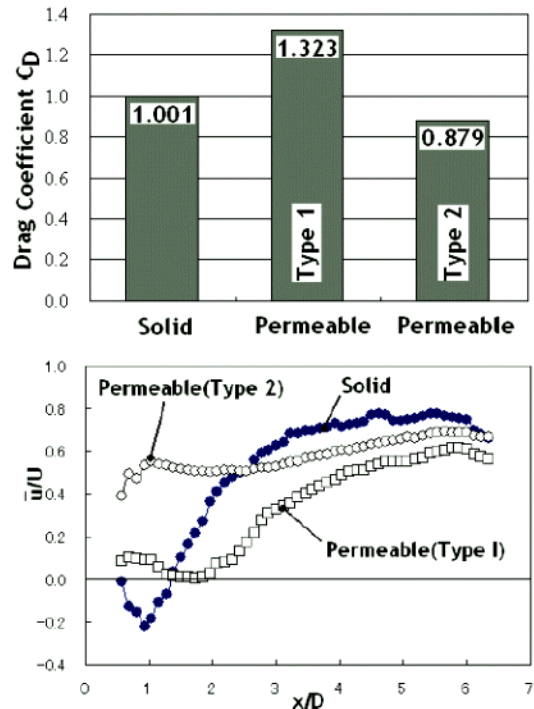 Drag Coefficient CD
1.4
1.2
1.0
0.8
0.6
0.4
0.2
0.0
1.001
1.323
0.879
Type 1
Type 2
Solid Permeable Permeable
ū/U
1.0
0.8
0.6
0.4
0.2
0.0
−0.2
−0.4
Permeable(Type 2)
Solid
Permeable(Type I)
0 1 2 3 4 5 6 7
x/D